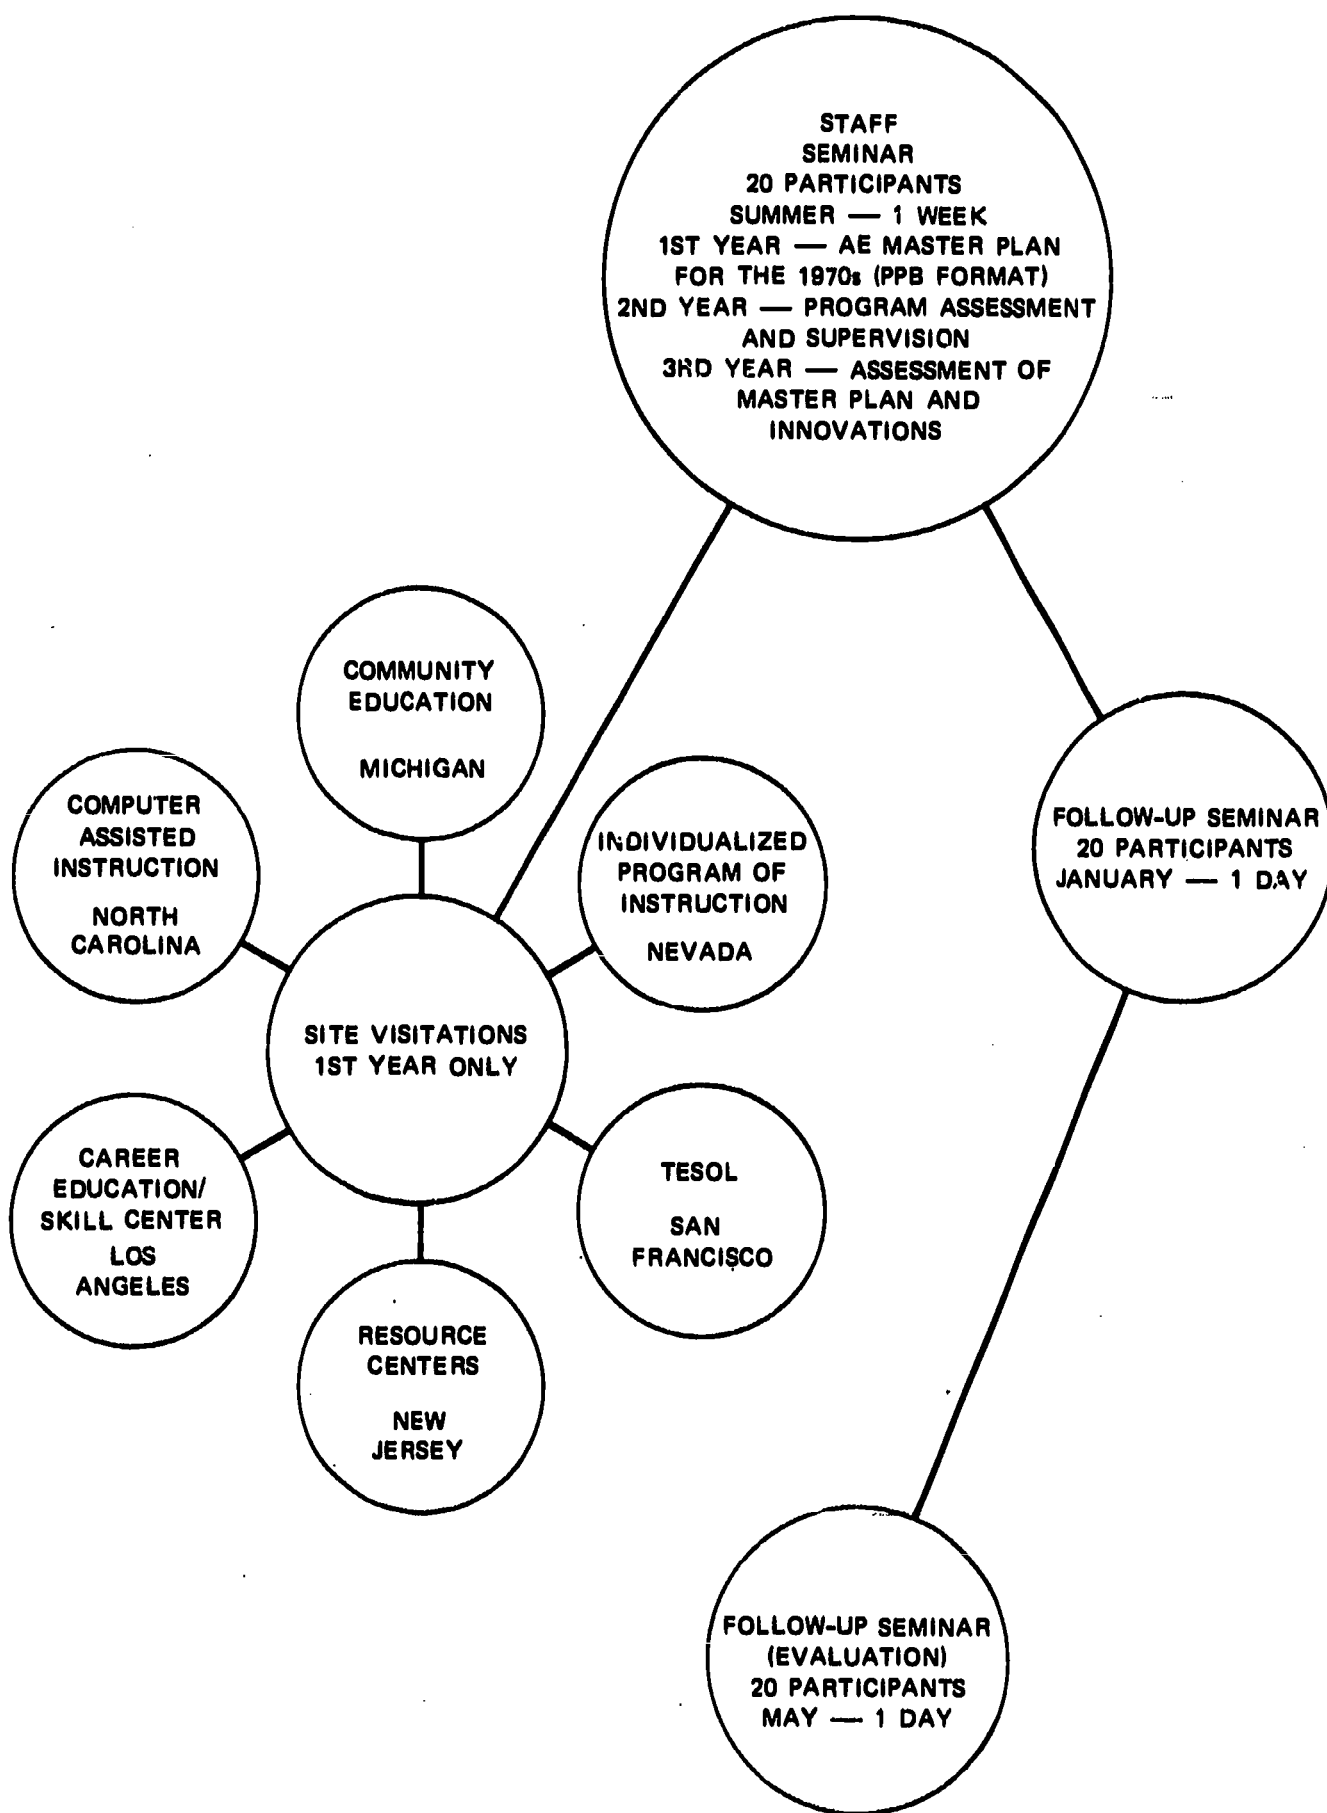 STAFF
SEMINAR
20 PARTICIPANTS
SUMMER — 1 WEEK
1ST YEAR — AE MASTER PLAN
FOR THE 1970s (PPB FORMAT)
2ND YEAR — PROGRAM ASSESSMENT
AND SUPERVISION
3RD YEAR — ASSESSMENT OF
MASTER PLAN AND
INNOVATIONS
COMMUNITY
EDUCATION
MICHIGAN
COMPUTER
ASSISTED
INSTRUCTION
NORTH
CAROLINA
INDIVIDUALIZED
PROGRAM OF
INSTRUCTION
NEVADA
FOLLOW-UP SEMINAR
20 PARTICIPANTS
JANUARY — 1 DAY
SITE VISITATIONS
1ST YEAR ONLY
CAREER
EDUCATION/
SKILL CENTER
LOS
ANGELES
TESOL
SAN
FRANCISCO
RESOURCE
CENTERS
NEW
JERSEY
FOLLOW-UP SEMINAR
(EVALUATION)
20 PARTICIPANTS
MAY — 1 DAY